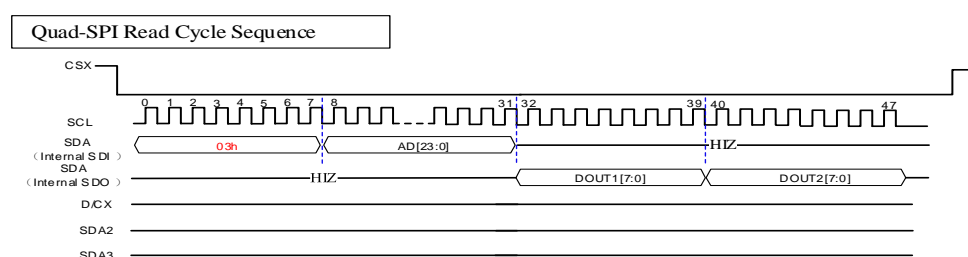 Quad-SPI Read Cycle Sequence
CSX
0 1 2 3 4 5 6 7 8 31 32 39 40 47
SCL
SDA
(Internal SDI)
03h AD[23:0] HIZ
SDA
(Internal SDO)
HIZ DOUT1[7:0] DOUT2[7:0]
D/CX
SDA2
SDA3